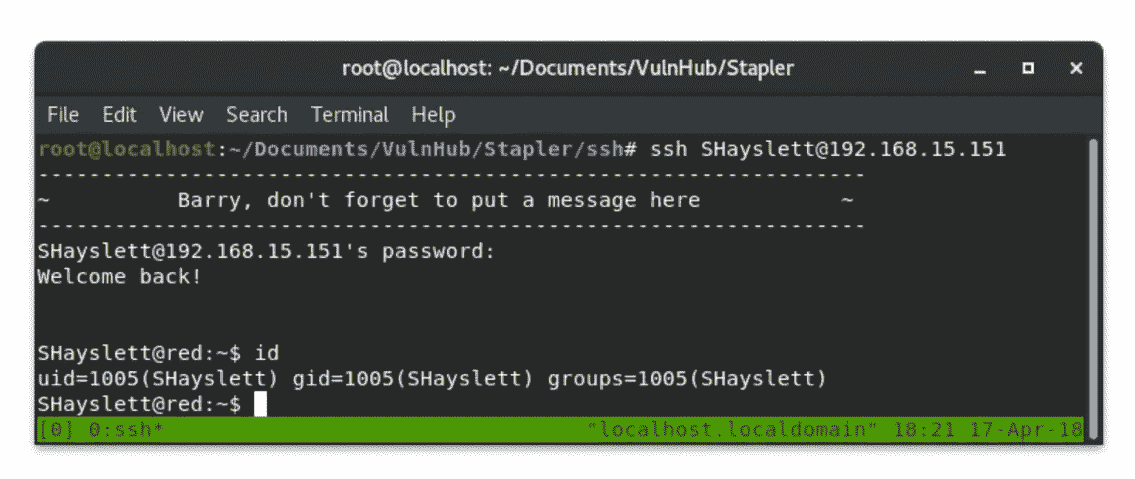 root@localhost: ~/Documents/VulnHub/Stapler
File Edit View Search Terminal Help
root@localhost:~/Documents/VulnHub/Stapler/ssh# ssh SHayslett@192.168.15.151
-----------------------------------------------------------------
~          Barry, don't forget to put a message here           ~
-----------------------------------------------------------------
SHayslett@192.168.15.151's password:
Welcome back!
SHayslett@red:~$ id
uid=1005(SHayslett) gid=1005(SHayslett) groups=1005(SHayslett)
SHayslett@red:~$
[0] 0:ssh* "localhost.localdomain" 18:21 17-Apr-18